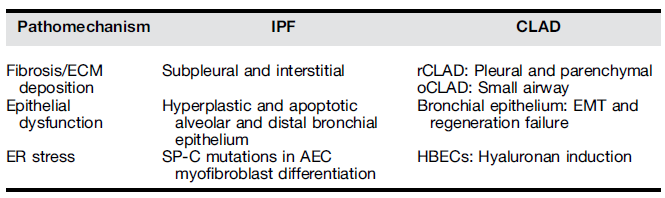 Pathomechanism IPF CLAD
Fibrosis/ECM Subpleural and interstitial rCLAD: Pleural and parenchymal
deposition oCLAD: Small airway
Epithelial Hyperplastic and apoptotic Bronchial epithelium: EMT and
dysfunction alveolar and distal bronchial regeneration failure
epithelium
ER stress SP-C mutations in AEC HBECs: Hyaluronan induction
myofibroblast differentiation